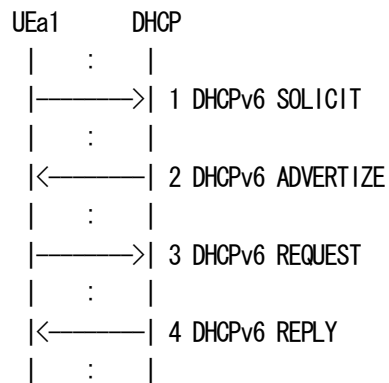 UEa1 DHCP
1 DHCPv6 SOLICIT
2 DHCPv6 ADVERTIZE
3 DHCPv6 REQUEST
4 DHCPv6 REPLY